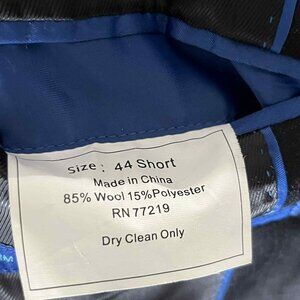 Size: 44 Short
Made in China
85% Wool 15%Polyester
RN77219
Dry Clean Only